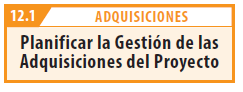 12.1 ADQUISICIONES
Planificar la Gestión de las
Adquisiciones del Proyecto